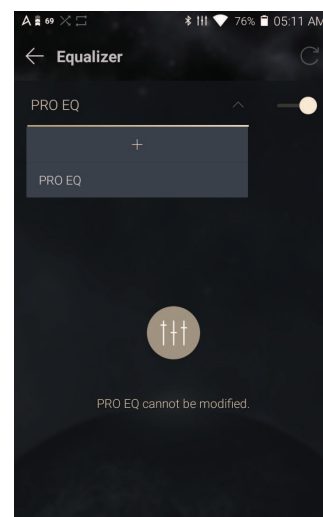 A 69 76% 05:11 AM
Equalizer
PRO EQ
+
PRO EQ
PRO EQ cannot be modified.